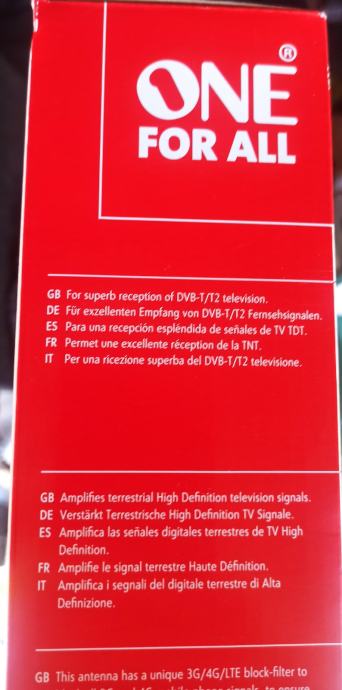 ONE®
FOR ALL
GB For superb reception of DVB-T/T2 television.
DE Für exzellenten Empfang von DVB-T/T2 Fernsehsignalen.
ES Para una recepción espléndida de señales de TV TDT.
FR Permet une excellente réception de la TNT.
IT Per una ricezione superba del DVB-T/T2 televisione.
GB Amplifies terrestrial High Definition television signals.
DE Verstärkt Terrestrische High Definition TV Signale.
ES Amplifica las señales digitales terrestres de TV High
Definition.
FR Amplifie le signal terrestre Haute Définition.
IT Amplifica i segnali del digitale terrestre di Alta
Definizione.
GB This antenna has a unique 3G/4G/LTE block-filter to